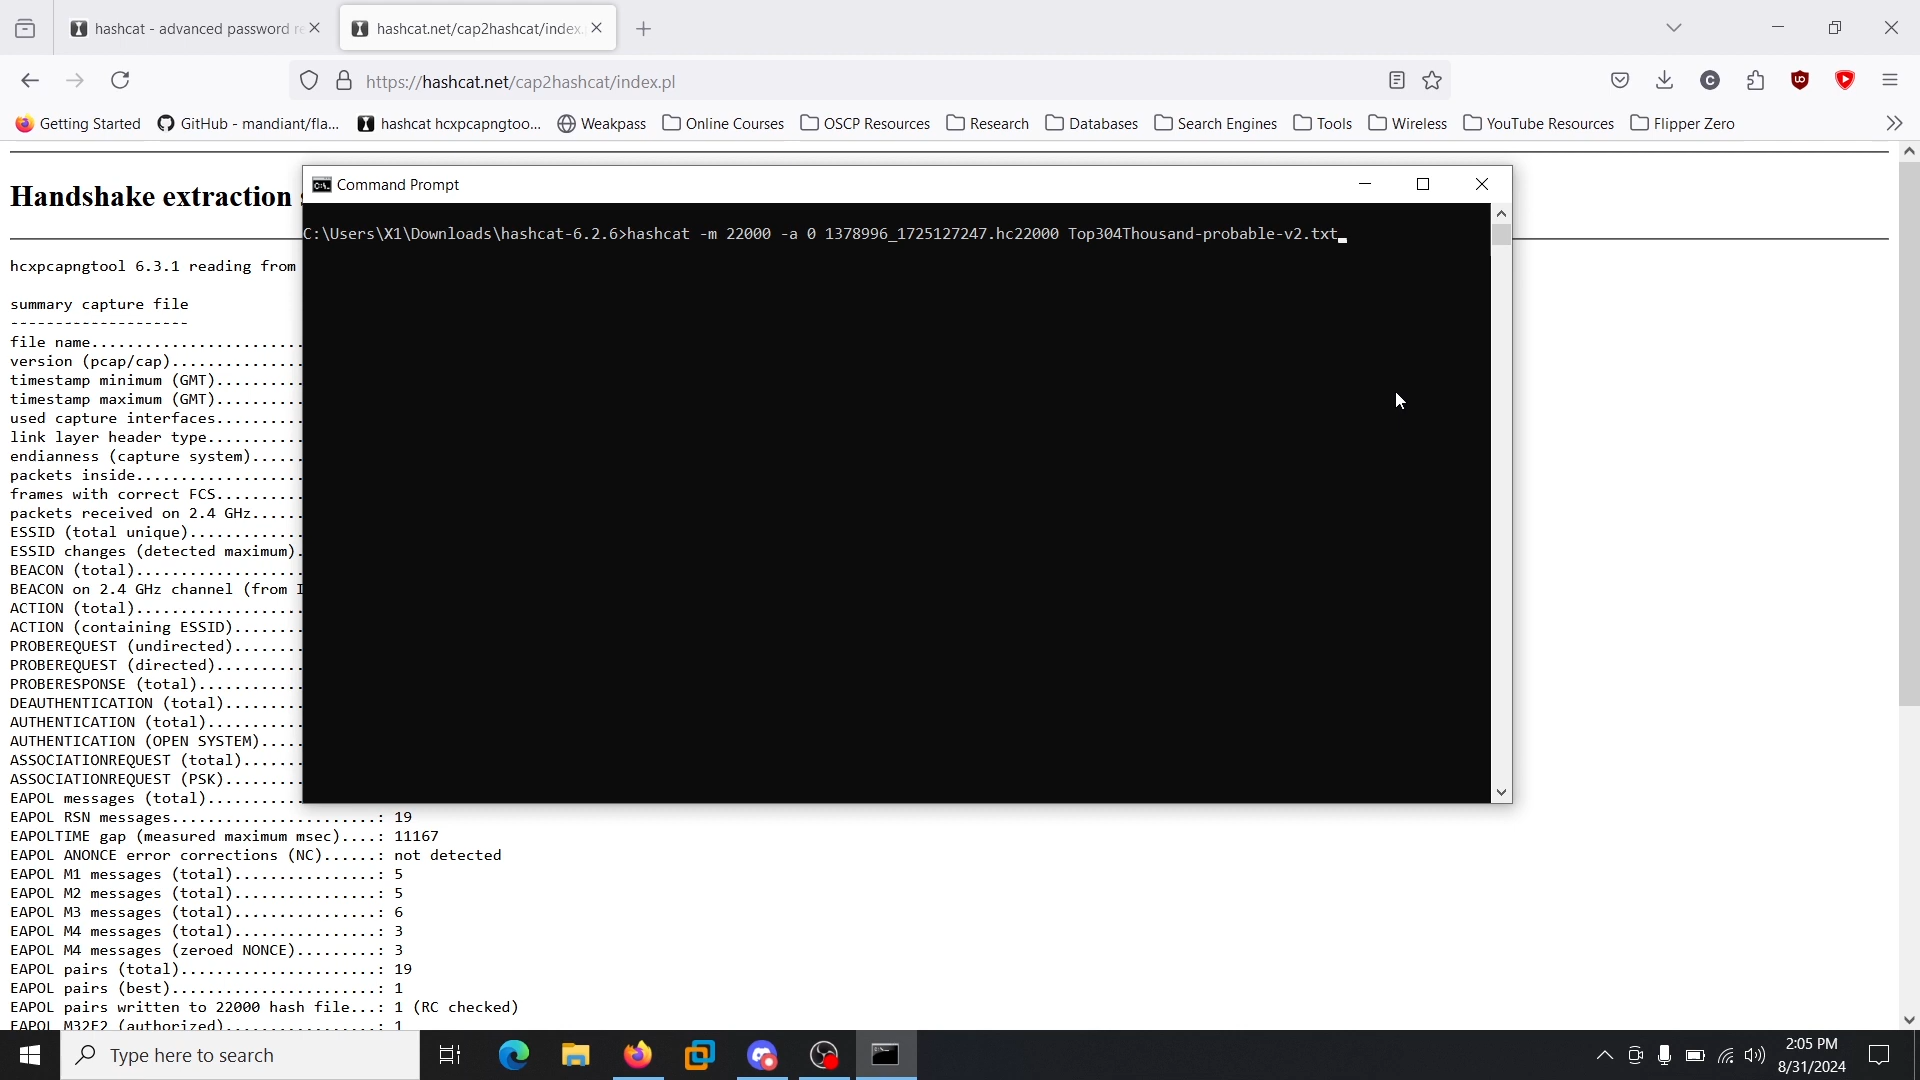 hashcat - advanced password re
hashcat.net/cap2hashcat/index.
https://hashcat.net/cap2hashcat/index.pl
Getting Started
GitHub - mandiant/fla...
hashcat hcxpcapngtoo...
Weakpass
Online Courses
OSCP Resources
Research
Databases
Search Engines
Tools
Wireless
YouTube Resources
Flipper Zero
Handshake extraction
Command Prompt
C:\Users\X1\Downloads\hashcat-6.2.6>hashcat -m 22000 -a 0 1378996_1725127247.hc22000 Top304Thousand-probable-v2.txt
hcxpcapngtool 6.3.1 reading from
summary capture file
--------------------
file name.......................
version (pcap/cap)..............
timestamp minimum (GMT).........
timestamp maximum (GMT).........
used capture interfaces.........
link layer header type..........
endianness (capture system).....
packets inside..................
frames with correct FCS.........
packets received on 2.4 GHz.....
ESSID (total unique)............
ESSID changes (detected maximum).
BEACON (total)..................
BEACON on 2.4 GHz channel (from I
ACTION (total)..................
ACTION (containing ESSID).......
PROBEREQUEST (undirected).......
PROBEREQUEST (directed).........
PROBERESPONSE (total)...........
DEAUTHENTICATION (total)........
AUTHENTICATION (total)..........
AUTHENTICATION (OPEN SYSTEM)....
ASSOCIATIONREQUEST (total)......
ASSOCIATIONREQUEST (PSK)........
EAPOL messages (total)..........
EAPOL RSN messages.......................: 19
EAPOLTIME gap (measured maximum msec)....: 11167
EAPOL ANONCE error corrections (NC)......: not detected
EAPOL M1 messages (total)................: 5
EAPOL M2 messages (total)................: 5
EAPOL M3 messages (total)................: 6
EAPOL M4 messages (total)................: 3
EAPOL M4 messages (zeroed NONCE).........: 3
EAPOL pairs (total)......................: 19
EAPOL pairs (best).......................: 1
EAPOL pairs written to 22000 hash file...: 1 (RC checked)
EAPOL M32E2 (authorized).................: 1
Type here to search
2:05 PM
8/31/2024